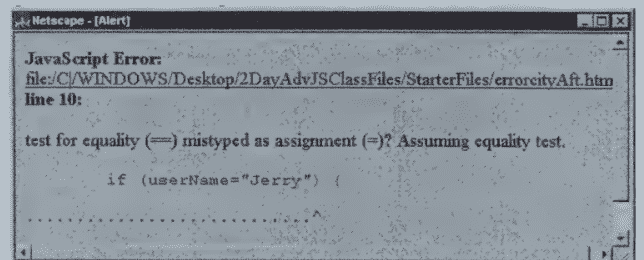 Netscape - [Alert]
JavaScript Error:
file:/C|/WINDOWS/Desktop/2DayAdvJSClassFiles/StarterFiles/errorcityAft.htm
line 10:
test for equality (==) mistyped as assignment (=)? Assuming equality test.
if (userName="Jerry") {
..............................^